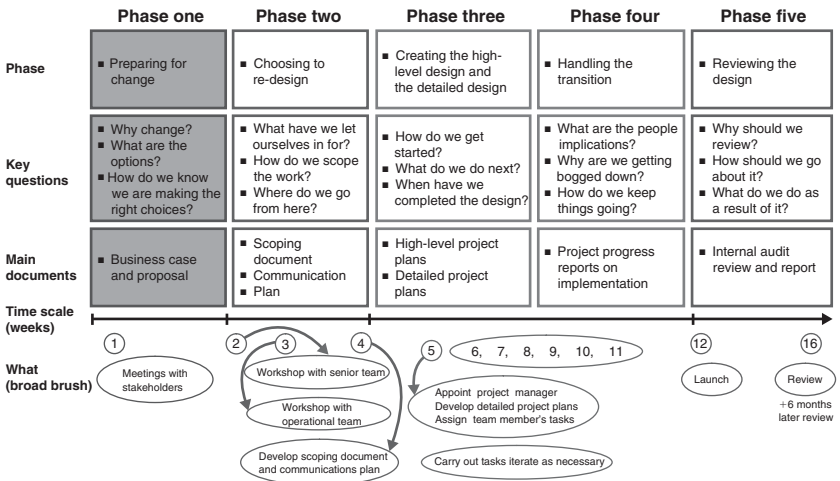 Phase one
Phase two
Phase three
Phase four
Phase five
Phase
Preparing for
change
Choosing to
re-design
Creating the high-
level design and
the detailed design
Handling the
transition
Reviewing the
design
Key
questions
Why change?
What are the
options?
How do we know
we are making the
right choices?
What have we let
ourselves in for?
How do we scope
the work?
Where do we go
from here?
How do we get
started?
What do we do next?
When have we
completed the design?
What are the people
implications?
Why are we getting
bogged down?
How do we keep
things going?
Why should we
review?
How should we go
about it?
What do we do as
a result of it?
Main
documents
Business case
and proposal
Scoping
document
Communication
Plan
High-level project
plans
Detailed project
plans
Project progress
reports on
implementation
Internal audit
review and report
Time scale
(weeks)
1
2
3
4
5
6, 7, 8, 9, 10, 11
12
16
What
(broad brush)
Meetings with
stakeholders
Workshop with senior team
Workshop with
operational team
Develop scoping document
and communications plan
Appoint project manager
Develop detailed project plans
Assign team member's tasks
Carry out tasks iterate as necessary
Launch
Review
+6 months
later review